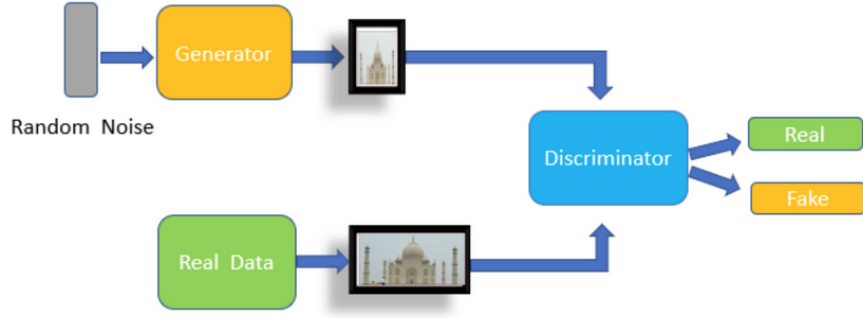 Generator
Random Noise
Discriminator
Real
Fake
Real Data